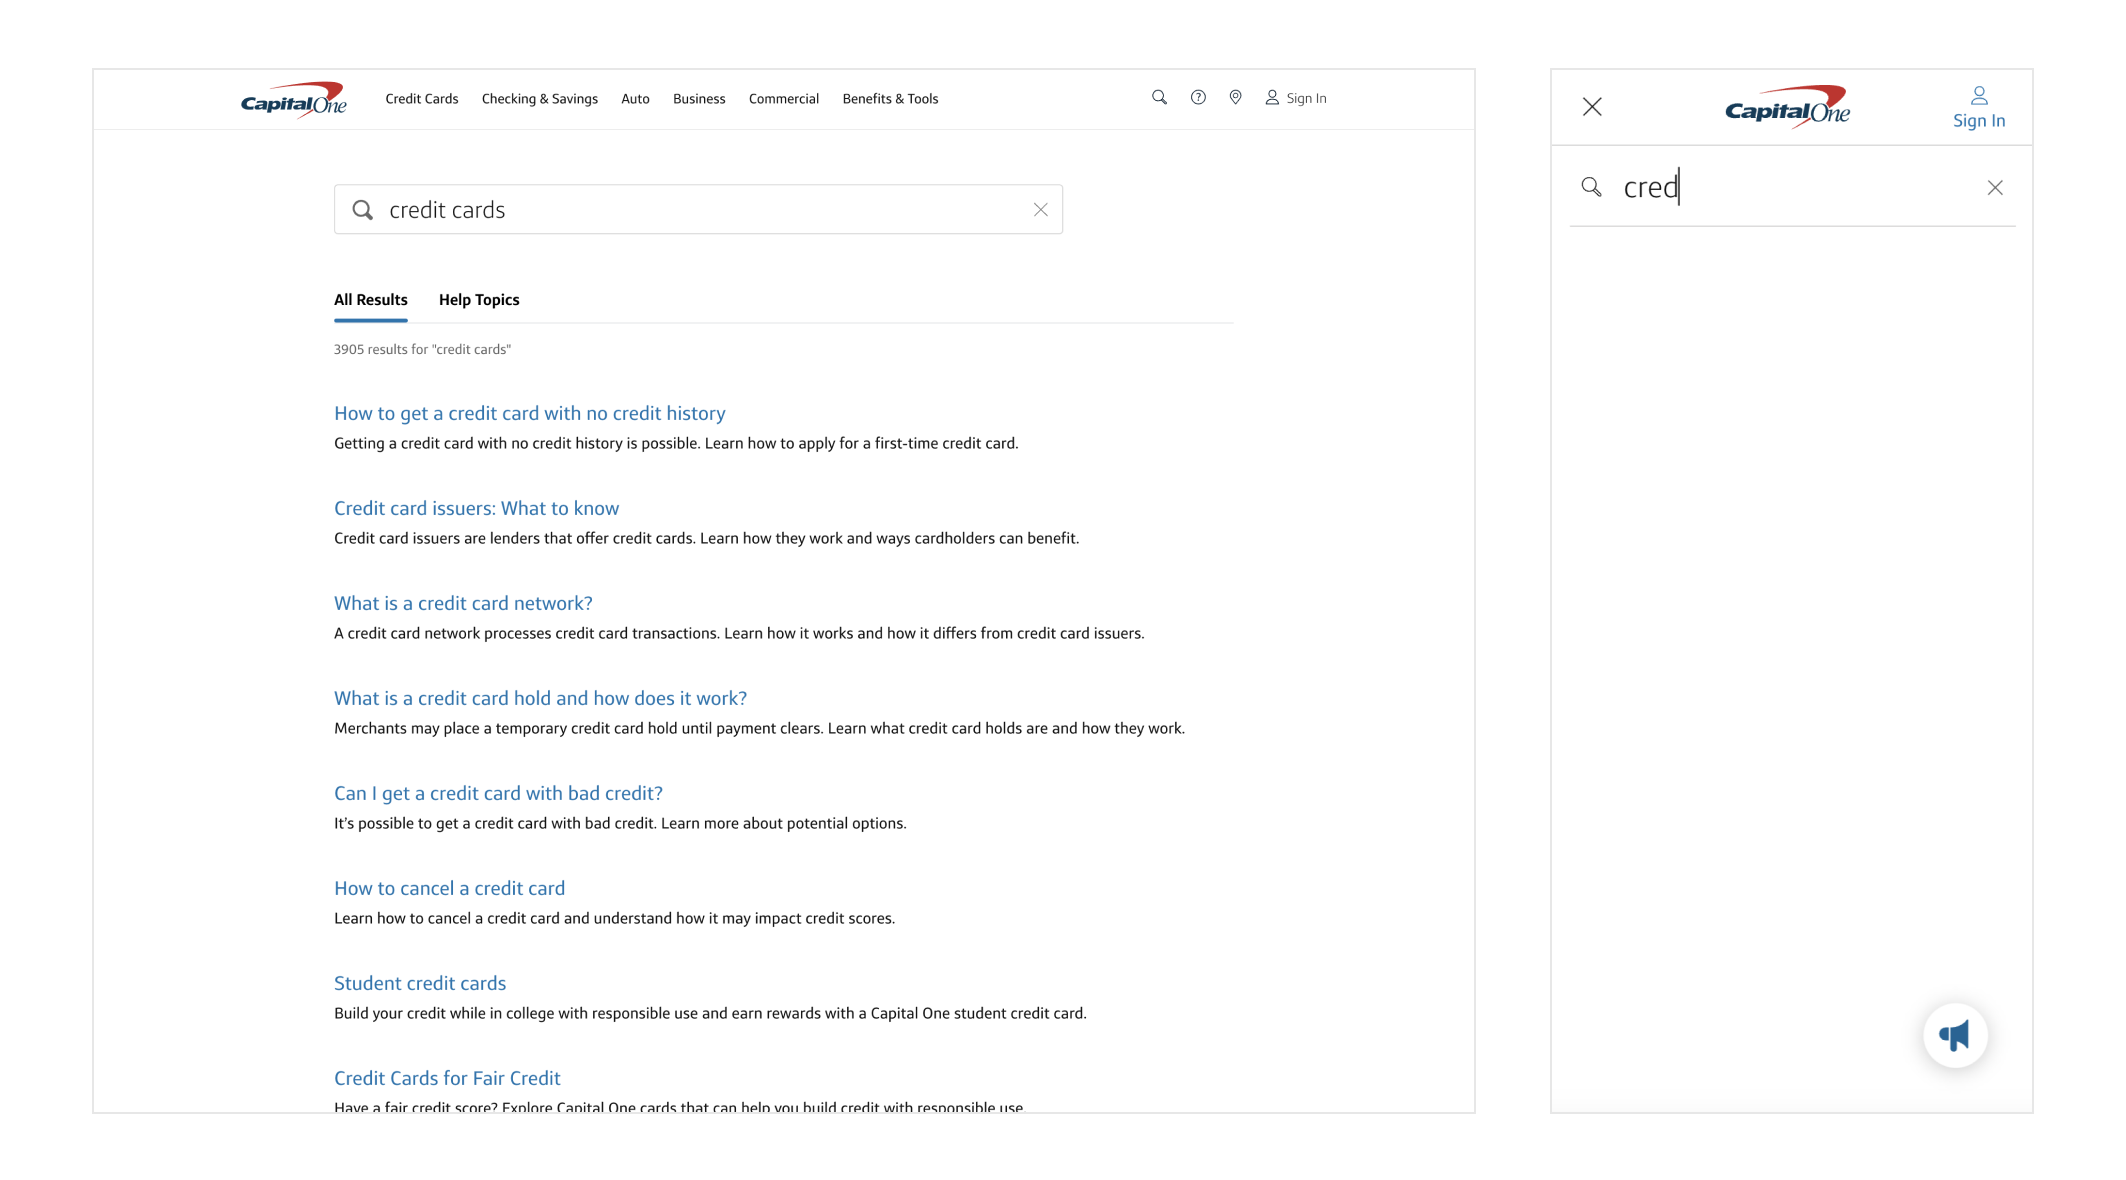 CapitalOne Credit Cards Checking & Savings Auto Business Commercial Benefits & Tools Sign In
credit cards
All Results Help Topics
3905 results for "credit cards"
How to get a credit card with no credit history
Getting a credit card with no credit history is possible. Learn how to apply for a first-time credit card.
Credit card issuers: What to know
Credit card issuers are lenders that offer credit cards. Learn how they work and ways cardholders can benefit.
What is a credit card network?
A credit card network processes credit card transactions. Learn how it works and how it differs from credit card issuers.
What is a credit card hold and how does it work?
Merchants may place a temporary credit card hold until payment clears. Learn what credit card holds are and how they work.
Can I get a credit card with bad credit?
It's possible to get a credit card with bad credit. Learn more about potential options.
How to cancel a credit card
Learn how to cancel a credit card and understand how it may impact credit scores.
Student credit cards
Build your credit while in college with responsible use and earn rewards with a Capital One student credit card.
Credit Cards for Fair Credit
Have a fair credit score? Explore Capital One cards that can help you build credit with responsible use.
CapitalOne
Sign In
cred